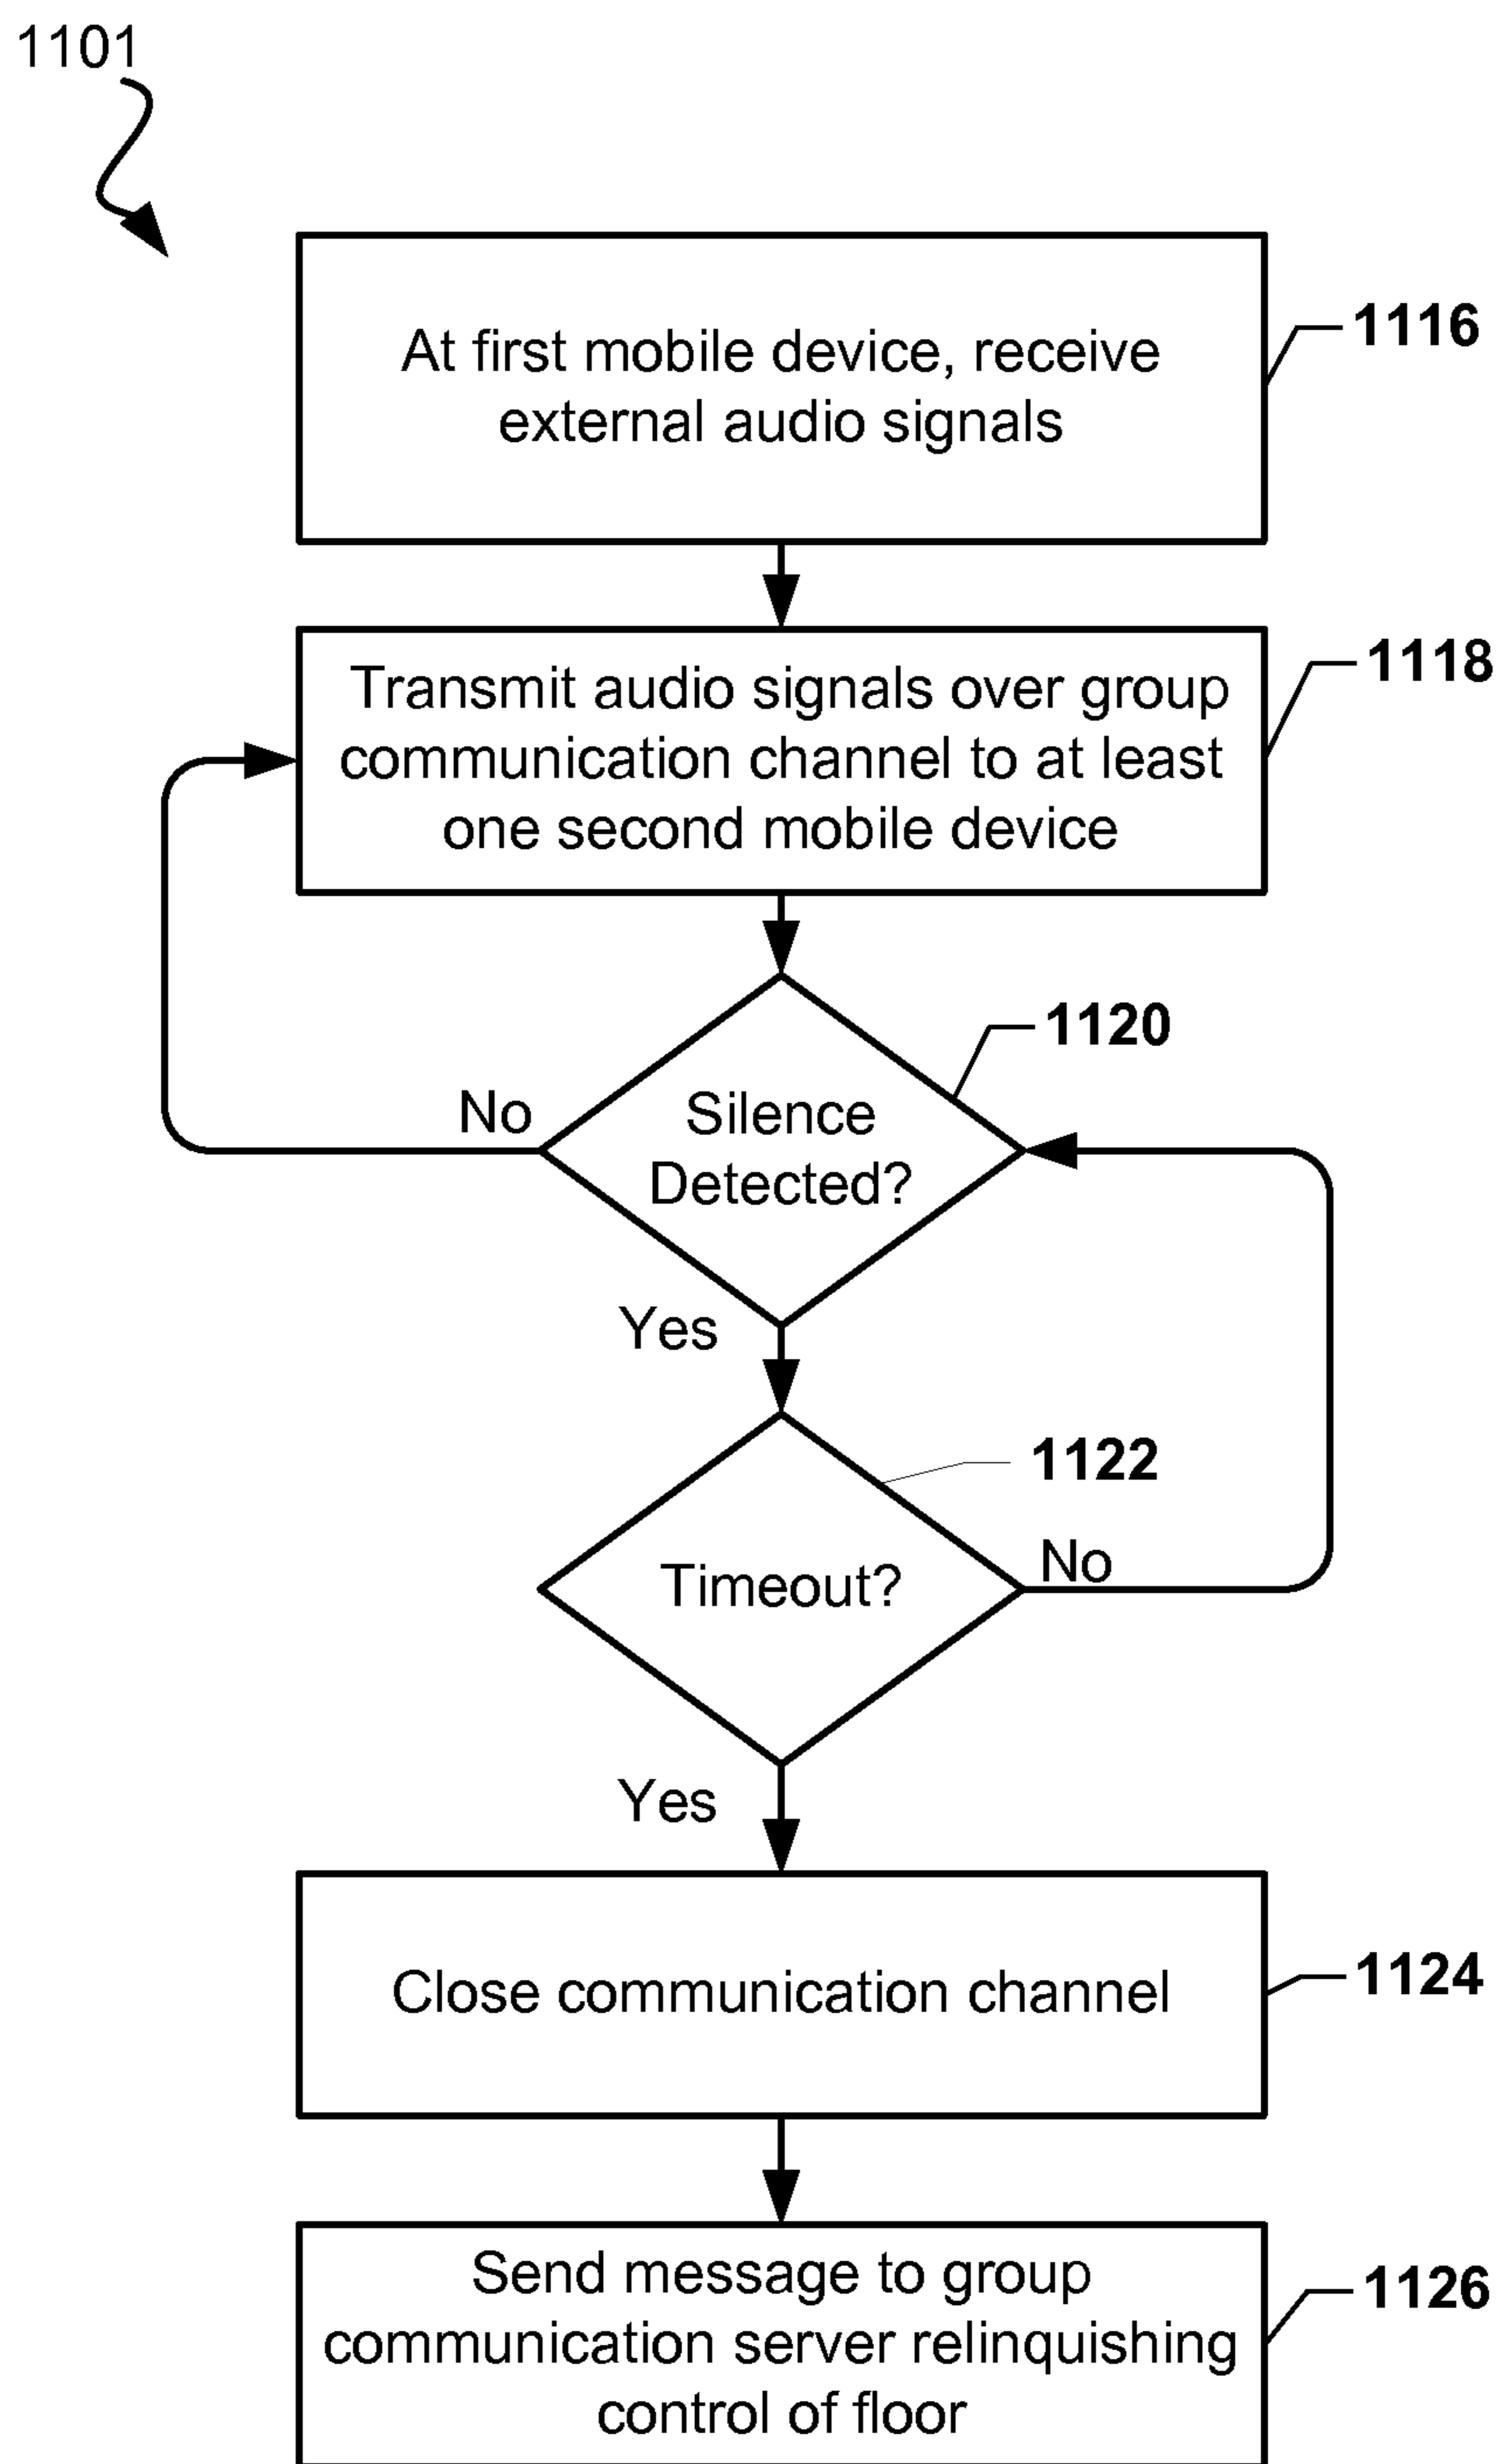 1101
At first mobile device, receive
external audio signals
1116
Transmit audio signals over group
communication channel to at least
one second mobile device
1118
Silence
Detected?
1120
No
Yes
Timeout?
1122
No
Yes
Close communication channel
1124
Send message to group
communication server relinquishing
control of floor
1126